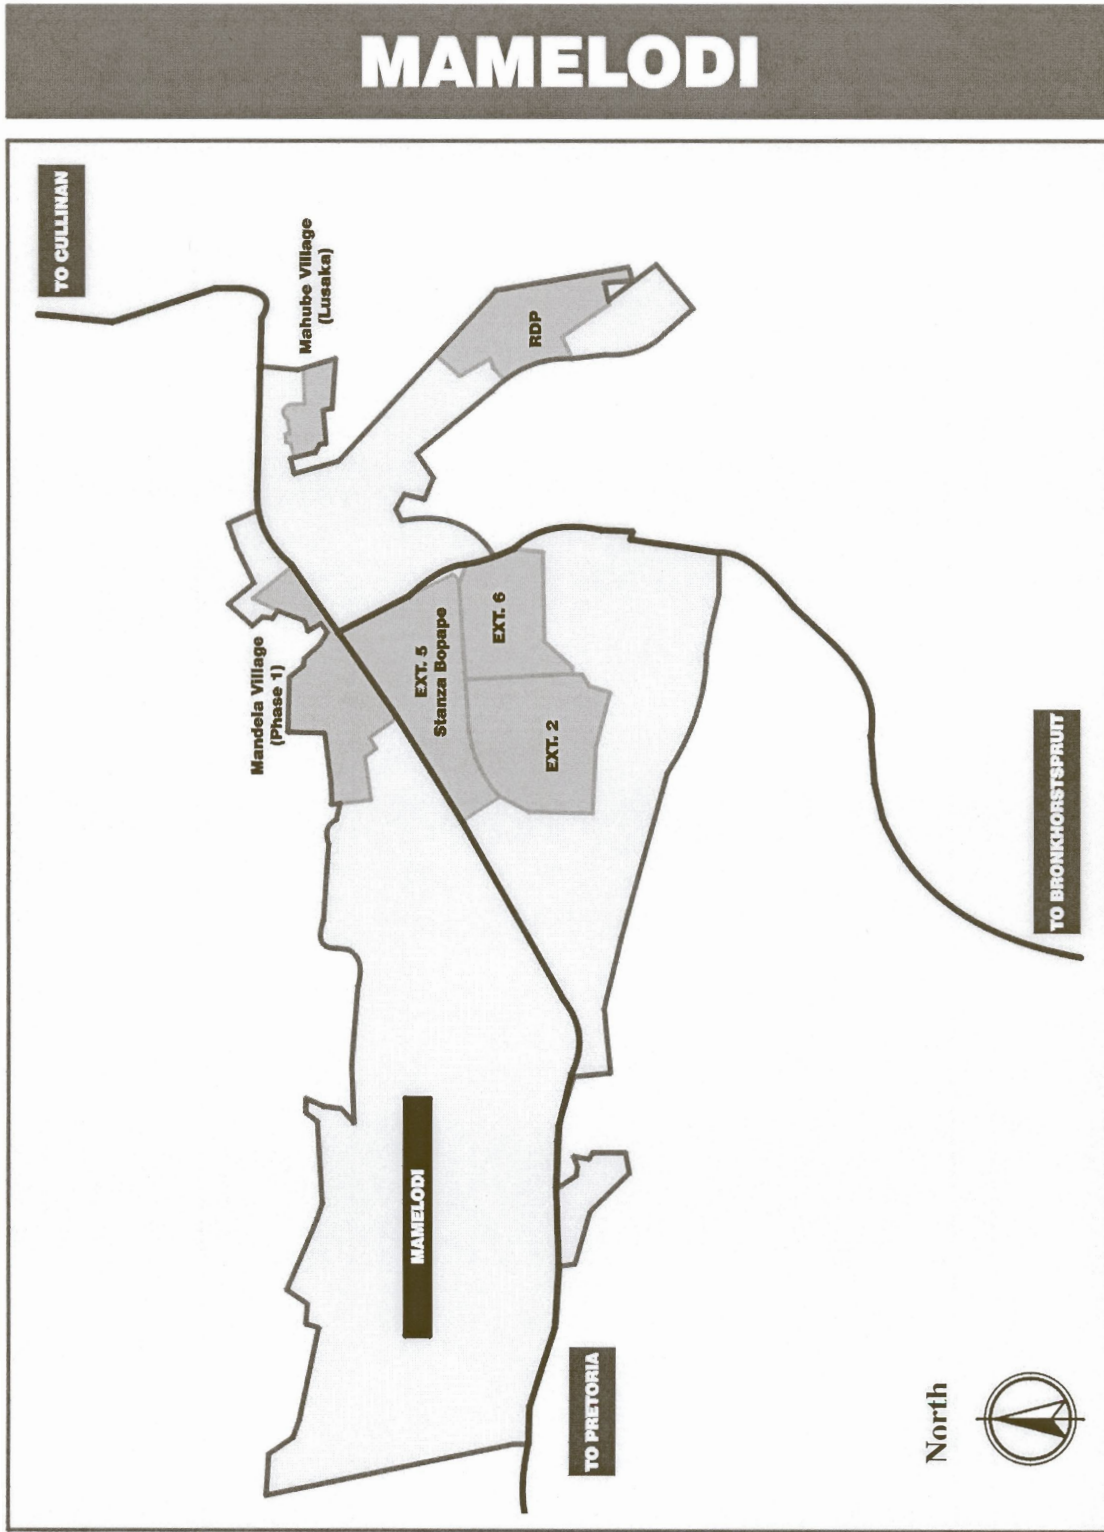 MAMELODI
TO CULLINAN
Mahube Village
(Lusaka)
RDP
Mandela Village
(Phase 1)
EXT. 5
Stanza Bopape
EXT. 6
EXT. 2
TO BRONKHORSTSPRUIT
MAMELODI
TO PRETORIA
North